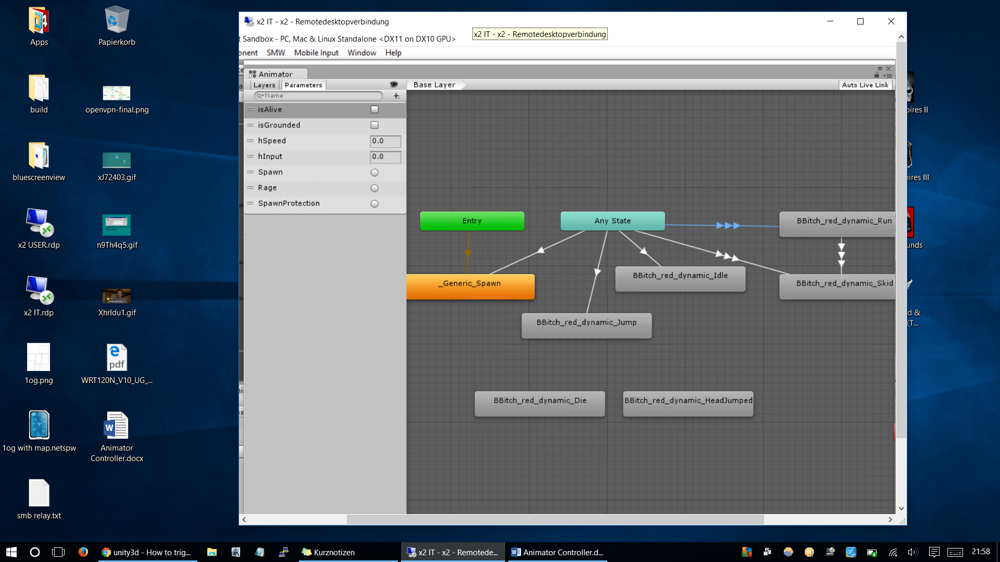 Apps
Papierkorb
build
openvpn-final.png
bluescreenview
xJ72403.gif
x2 USER.rdp
n9Th4q5.gif
x2 IT.rdp
XhrIdu1.gif
pdf
1og.png
WRT120N_V10_UG_...
W
1og with map.netspw
Animator
Controller.docx
smb relay.txt
x2 IT - x2 - Remotedesktopverbindung
x2 IT - x2 - Remotedesktopverbindung
t Sandbox - PC, Mac & Linux Standalone <DX11 on DX10 GPU>
onent SMW Mobile Input Window Help
Animator
Layers Parameters
Base Layer
Auto Live Link
Name
isAlive
isGrounded
hSpeed 0.0
hInput 0.0
Spawn
Rage
SpawnProtection
Entry
Any State
BBitch_red_dynamic_Run
_Generic_Spawn
BBitch_red_dynamic_Idle
BBitch_red_dynamic_Skid
BBitch_red_dynamic_Jump
BBitch_red_dynamic_Die
BBitch_red_dynamic_HeadJumped
pires II
pires III
unds
d &
(T...
unity3d - How to trig...
Kurznotizen
x2 IT - x2 - Remotede...
Animator Controller.d...
21:58